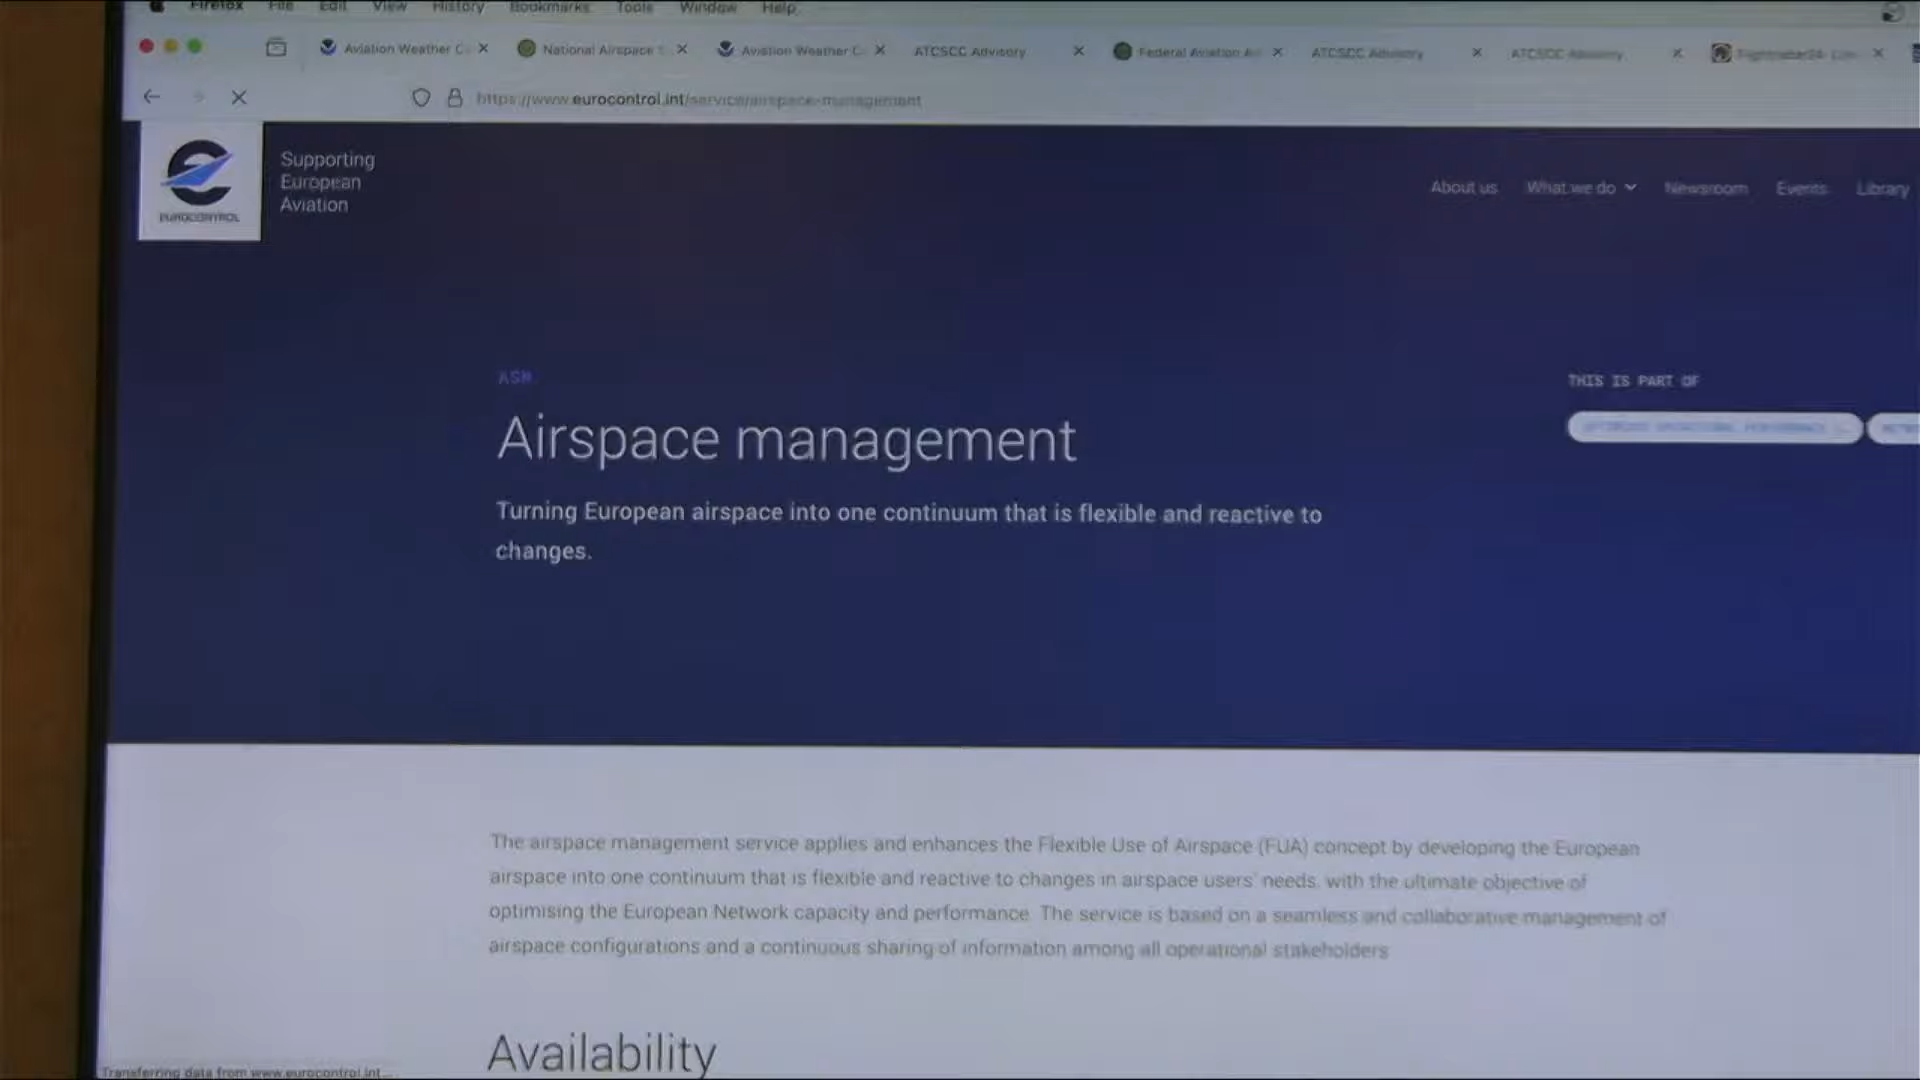 Firefox File Edit View History Bookmarks Tools Window Help
Aviation Weather C National Airspace S Aviation Weather C ATCSCC Advisory Federal Aviation Ad ATCSCC Advisory ATCSCC Advisory
https://www.eurocontrol.int/service/airspace-management
EUROCONTROL
Supporting
European
Aviation
About us What we do Newsroom Events Library
ASM
THIS IS PART OF
Airspace management
Turning European airspace into one continuum that is flexible and reactive to
changes.
The airspace management service applies and enhances the Flexible Use of Airspace (FUA) concept by developing the European
airspace into one continuum that is flexible and reactive to changes in airspace users' needs, with the ultimate objective of
optimising the European Network capacity and performance. The service is based on a seamless and collaborative management of
airspace configurations and a continuous sharing of information among all operational stakeholders
Availability
Transferring data from www.eurocontrol.int...